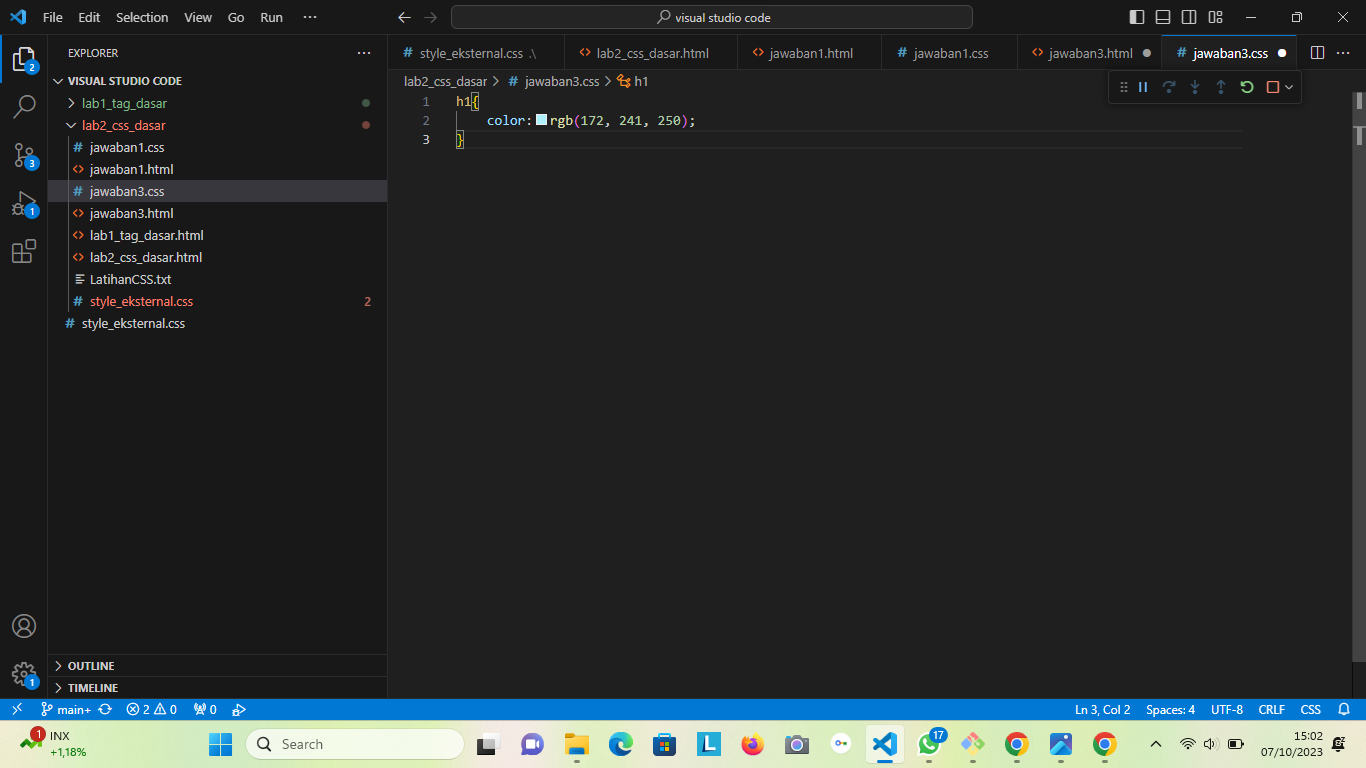 File Edit Selection View Go Run ··· visual studio code
EXPLORER ···
VISUAL STUDIO CODE
lab1_tag_dasar
lab2_css_dasar
# jawaban1.css
<> jawaban1.html
# jawaban3.css
<> jawaban3.html
<> lab1_tag_dasar.html
<> lab2_css_dasar.html
LatihanCSS.txt
# style_eksternal.css 2
# style_eksternal.css
OUTLINE
TIMELINE
2
3
1
1
# style_eksternal.css .\ <> lab2_css_dasar.html <> jawaban1.html # jawaban1.css <> jawaban3.html # jawaban3.css ···
lab2_css_dasar > # jawaban3.css > h1
1 h1{
2 color: rgb(172, 241, 250);
3 }
main+ 2 0 0 Ln 3, Col 2 Spaces: 4 UTF-8 CRLF CSS
1 INX
+1,18%
Search
L
17
15:02
07/10/2023